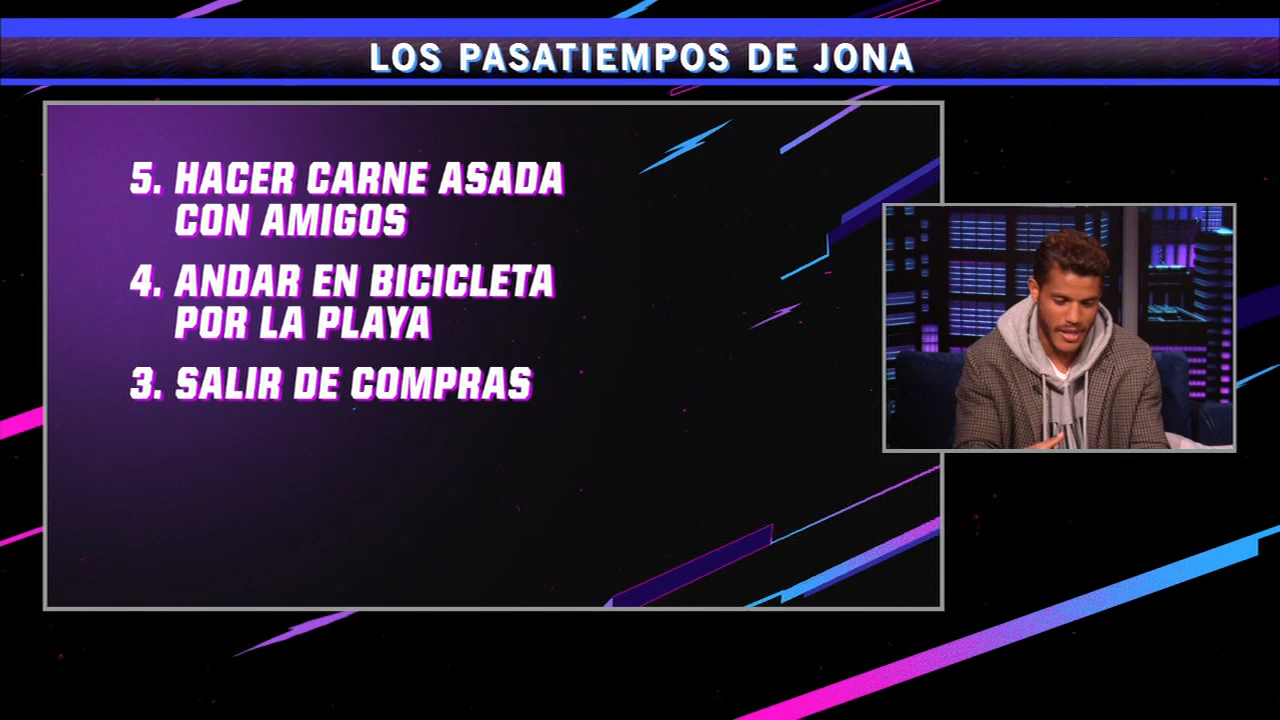 LOS PASATIEMPOS DE JONA
5. HACER CARNE ASADA
CON AMIGOS
4. ANDAR EN BICICLETA
POR LA PLAYA
3. SALIR DE COMPRAS